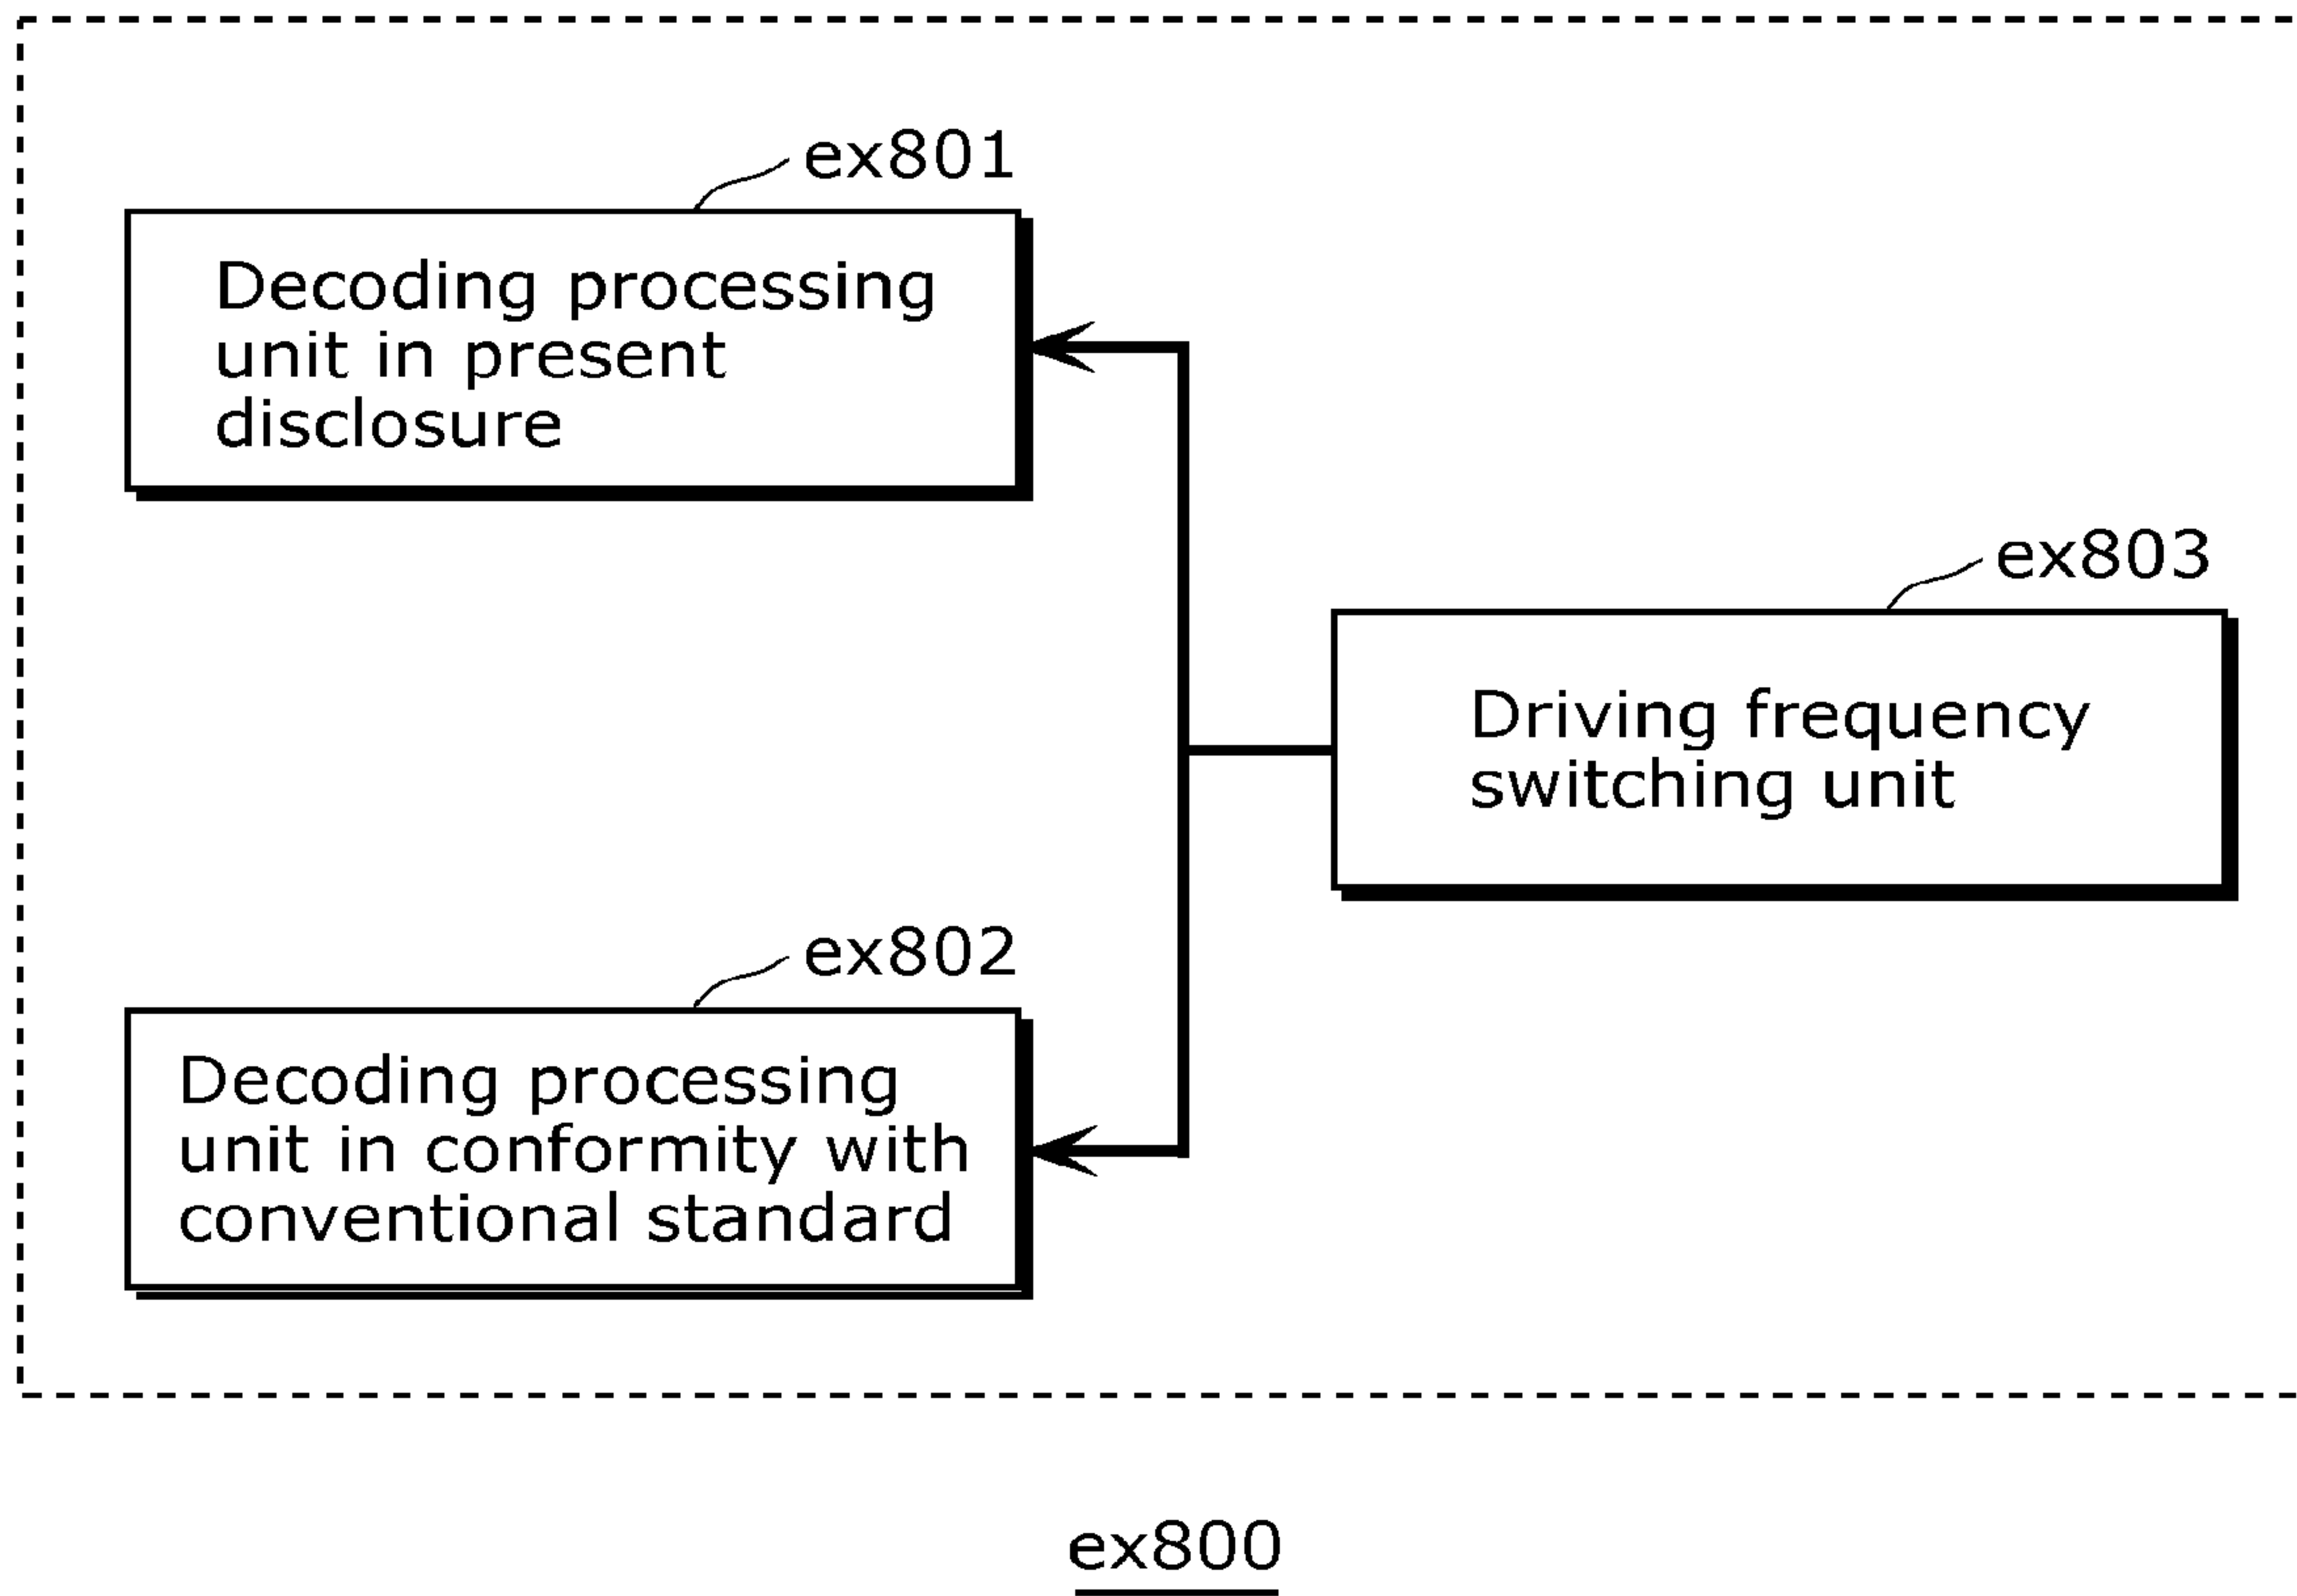 ex801
Decoding processing
unit in present
disclosure
ex803
Driving frequency
switching unit
ex802
Decoding processing
unit in conformity with
conventional standard
ex800